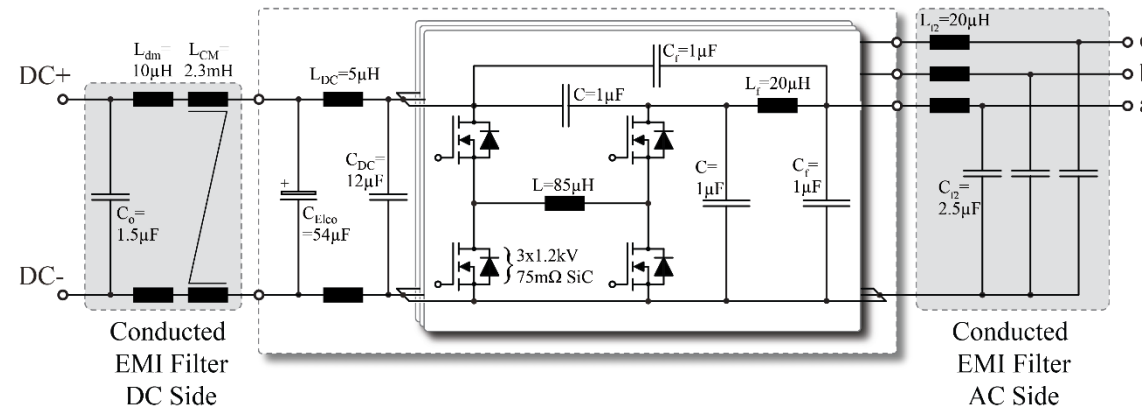 L_dm=
10µH
L_CM=
2.3mH
DC+
DC-
C_o=
1.5µF
Conducted
EMI Filter
DC Side
L_DC=5µH
+
C_Elco
=54µF
C_DC=
12µF
C_f=1µF
C=1µF
L_f=20µH
L=85µH
C=
1µF
C_f=
1µF
3x1.2kV
75mΩ SiC
L_f2=20µH
C_f2=
2.5µF
a
Conducted
EMI Filter
AC Side